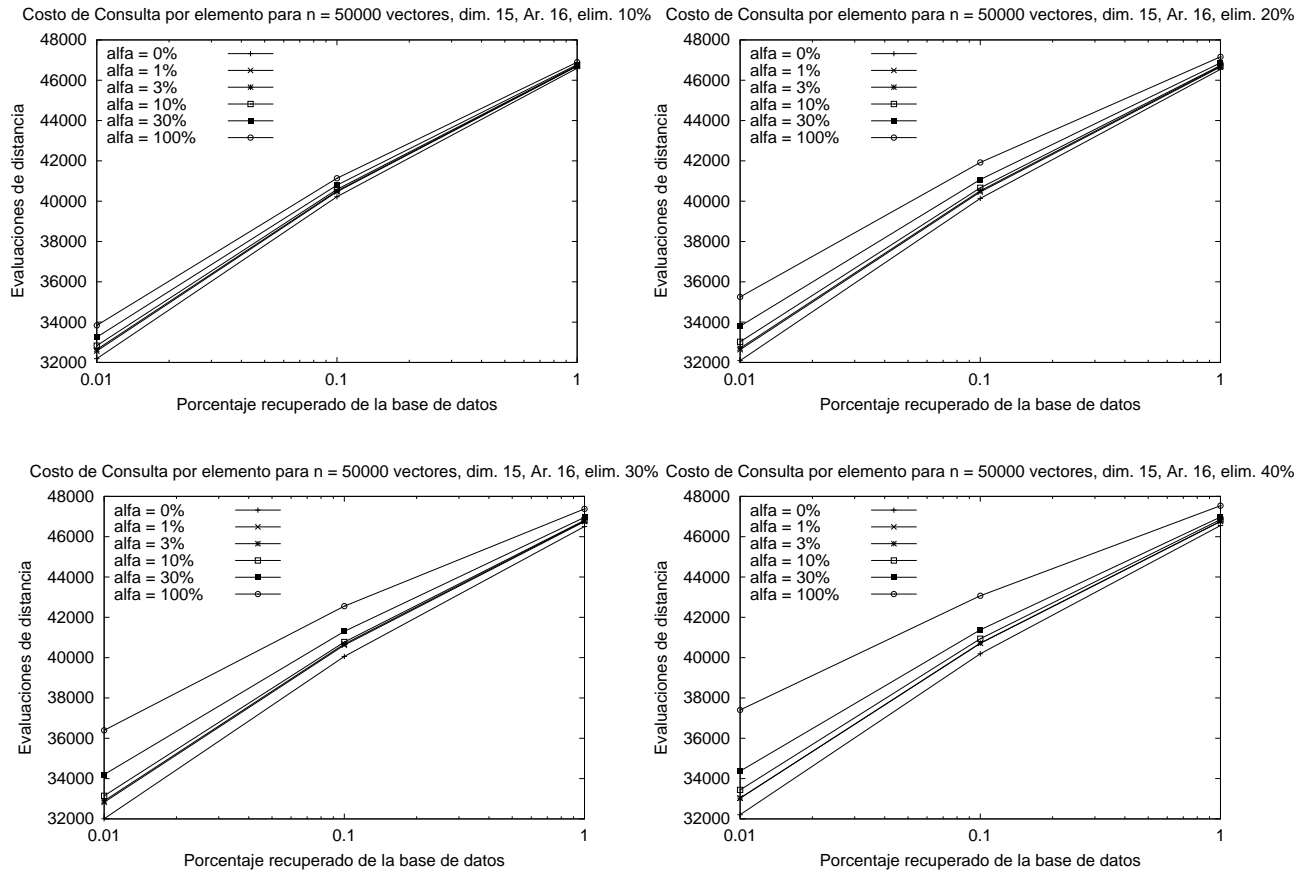 Costo de Consulta por elemento para n = 50000 vectores, dim. 15, Ar. 16, elim. 10%
48000
46000
44000
42000
40000
38000
36000
34000
32000
alfa = 0%
alfa = 1%
alfa = 3%
alfa = 10%
alfa = 30%
alfa = 100%
Evaluaciones de distancia
0.01
0.1
1
Porcentaje recuperado de la base de datos
Costo de Consulta por elemento para n = 50000 vectores, dim. 15, Ar. 16, elim. 20%
48000
46000
44000
42000
40000
38000
36000
34000
32000
alfa = 0%
alfa = 1%
alfa = 3%
alfa = 10%
alfa = 30%
alfa = 100%
Evaluaciones de distancia
0.01
0.1
1
Porcentaje recuperado de la base de datos
Costo de Consulta por elemento para n = 50000 vectores, dim. 15, Ar. 16, elim. 30%
48000
46000
44000
42000
40000
38000
36000
34000
32000
alfa = 0%
alfa = 1%
alfa = 3%
alfa = 10%
alfa = 30%
alfa = 100%
Evaluaciones de distancia
0.01
0.1
1
Porcentaje recuperado de la base de datos
Costo de Consulta por elemento para n = 50000 vectores, dim. 15, Ar. 16, elim. 40%
48000
46000
44000
42000
40000
38000
36000
34000
32000
alfa = 0%
alfa = 1%
alfa = 3%
alfa = 10%
alfa = 30%
alfa = 100%
Evaluaciones de distancia
0.01
0.1
1
Porcentaje recuperado de la base de datos